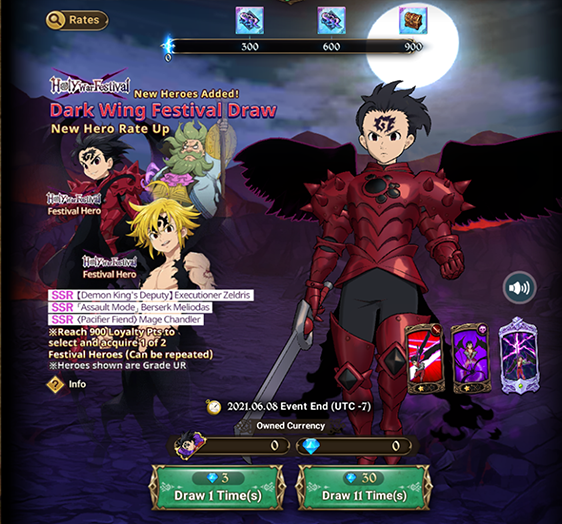 Rates
300
600
900
0
Holy War Festival
New Heroes Added!
Dark Wing Festival Draw
New Hero Rate Up
Holy War Festival
Festival Hero
Holy War Festival
Festival Hero
SSR 【Demon King's Deputy】 Executioner Zeldris
SSR 「Assault Mode」 Berserk Meliodas
SSR 《Pacifier Fiend》 Mage Chandler
※Reach 900 Loyalty Pts to
select and acquire 1 of 2
Festival Heroes (Can be repeated)
※Heroes shown are Grade UR
Info
2021.06.08 Event End (UTC -7)
Owned Currency
0
0
3
30
Draw 1 Time(s)
Draw 11 Time(s)